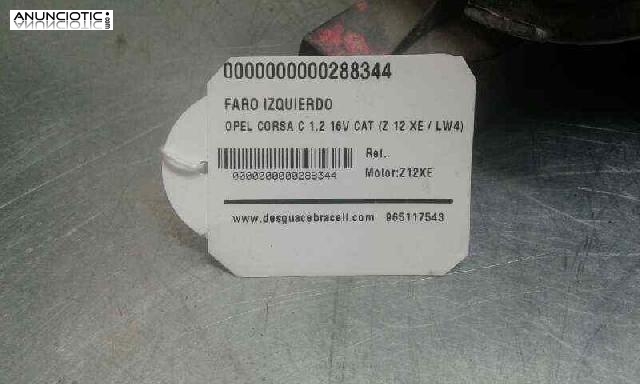 ANUNCIOTIC
.com
0000000000288344
FARO IZQUIERDO
OPEL CORSA C 1.2 16V CAT (Z 12 XE / LW4)
Ref.
0000000000288344
Motor:Z12XE
www.desguacebraceli.com 965117543